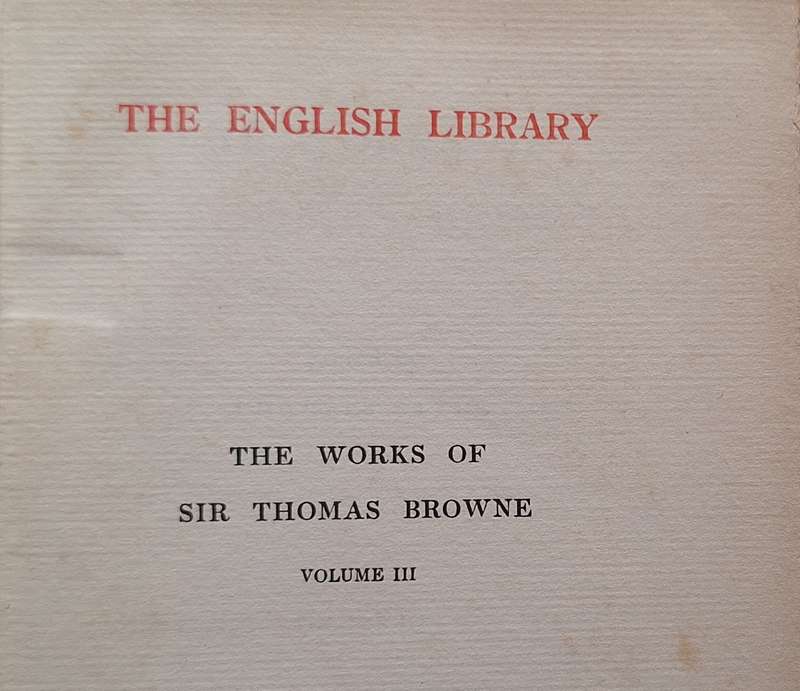 THE ENGLISH LIBRARY
THE WORKS OF
SIR THOMAS BROWNE
VOLUME III